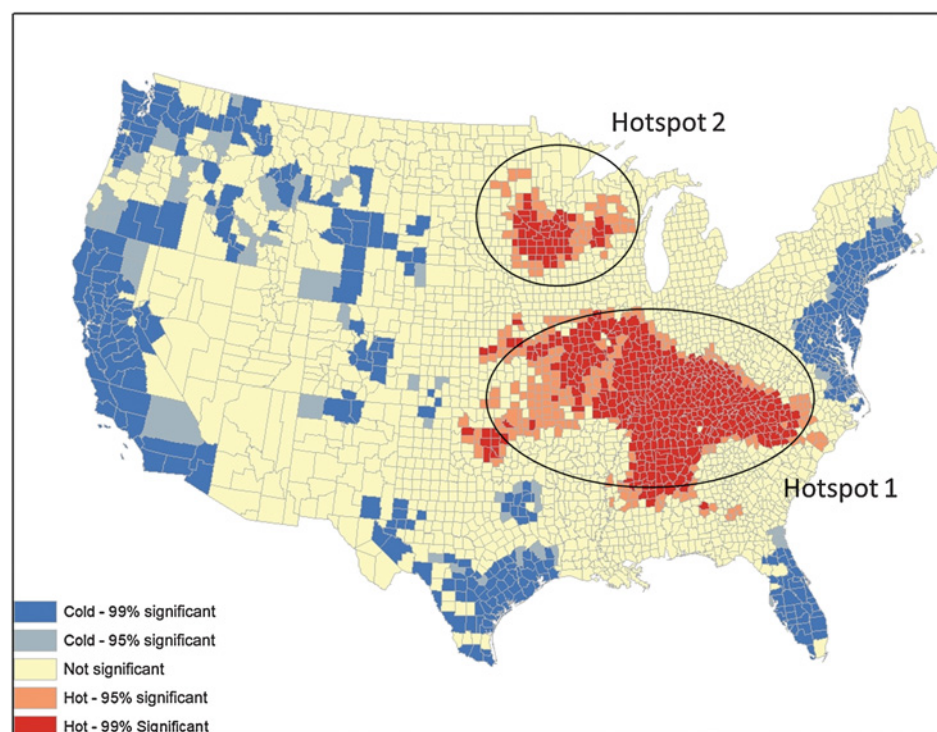 Hotspot 2
Hotspot 1
Cold - 99% significant
Cold - 95% significant
Not significant
Hot - 95% significant
Hot - 99% Significant